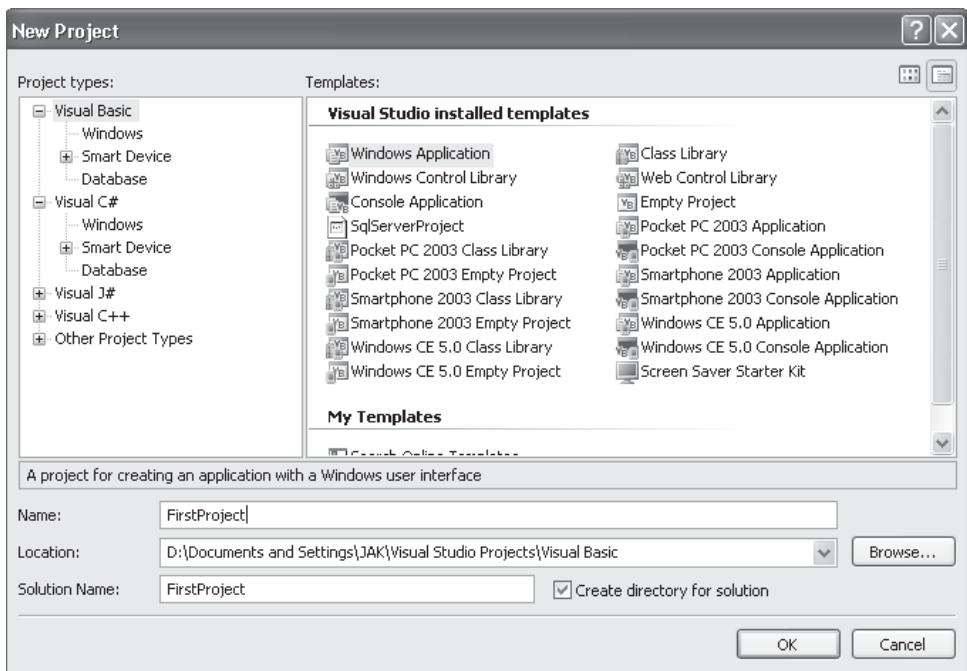 New Project
Project types:
Templates:
Visual Basic
Windows
Smart Device
Database
Visual C#
Windows
Smart Device
Database
Visual J#
Visual C++
Other Project Types
Visual Studio installed templates
Windows Application
Class Library
Windows Control Library
Web Control Library
Console Application
Empty Project
SqlServerProject
Pocket PC 2003 Application
Pocket PC 2003 Class Library
Pocket PC 2003 Console Application
Pocket PC 2003 Empty Project
Smartphone 2003 Application
Smartphone 2003 Class Library
Smartphone 2003 Console Application
Smartphone 2003 Empty Project
Windows CE 5.0 Application
Windows CE 5.0 Class Library
Windows CE 5.0 Console Application
Windows CE 5.0 Empty Project
Screen Saver Starter Kit
My Templates
Search Online Templates
A project for creating an application with a Windows user interface
Name:
FirstProject
Location:
D:\Documents and Settings\JAK\Visual Studio Projects\Visual Basic
Browse...
Solution Name:
FirstProject
Create directory for solution
OK
Cancel